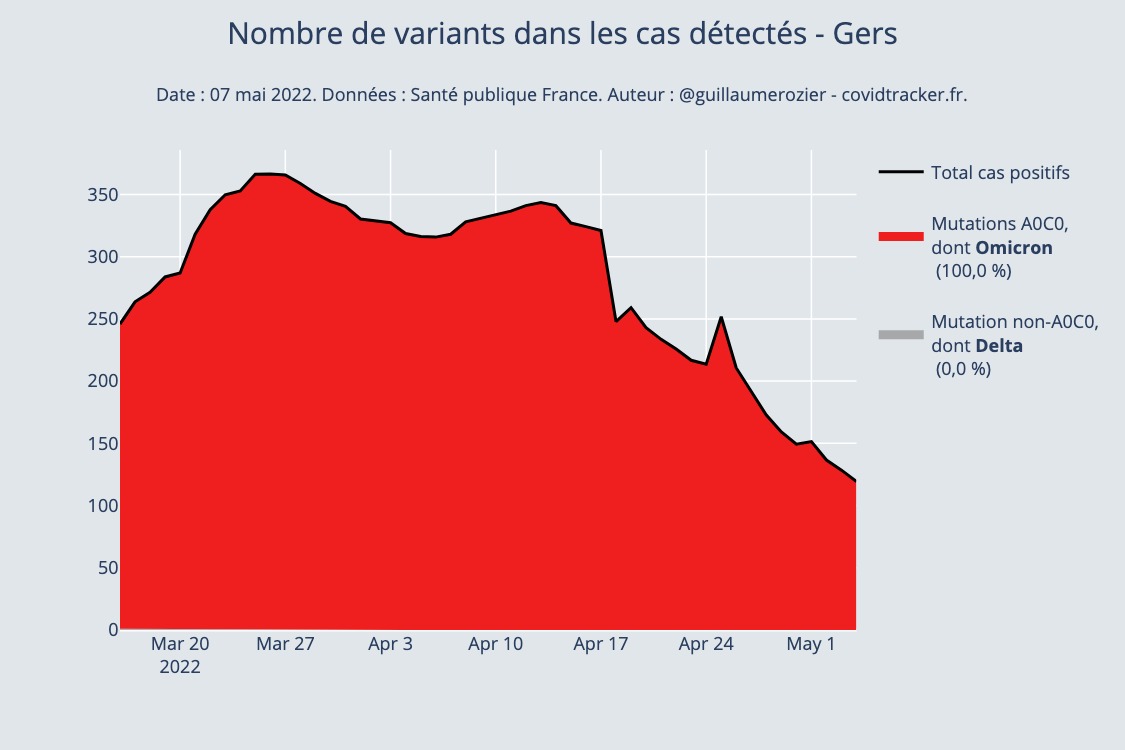 Nombre de variants dans les cas détectés - Gers
Date : 07 mai 2022. Données : Santé publique France. Auteur : @guillaumerozier - covidtracker.fr.
350
300
250
200
150
100
50
0
Mar 20
2022
Mar 27
Apr 3
Apr 10
Apr 17
Apr 24
May 1
Total cas positifs
Mutations A0C0,
dont Omicron
(100,0 %)
Mutation non-A0C0,
dont Delta
(0,0 %)